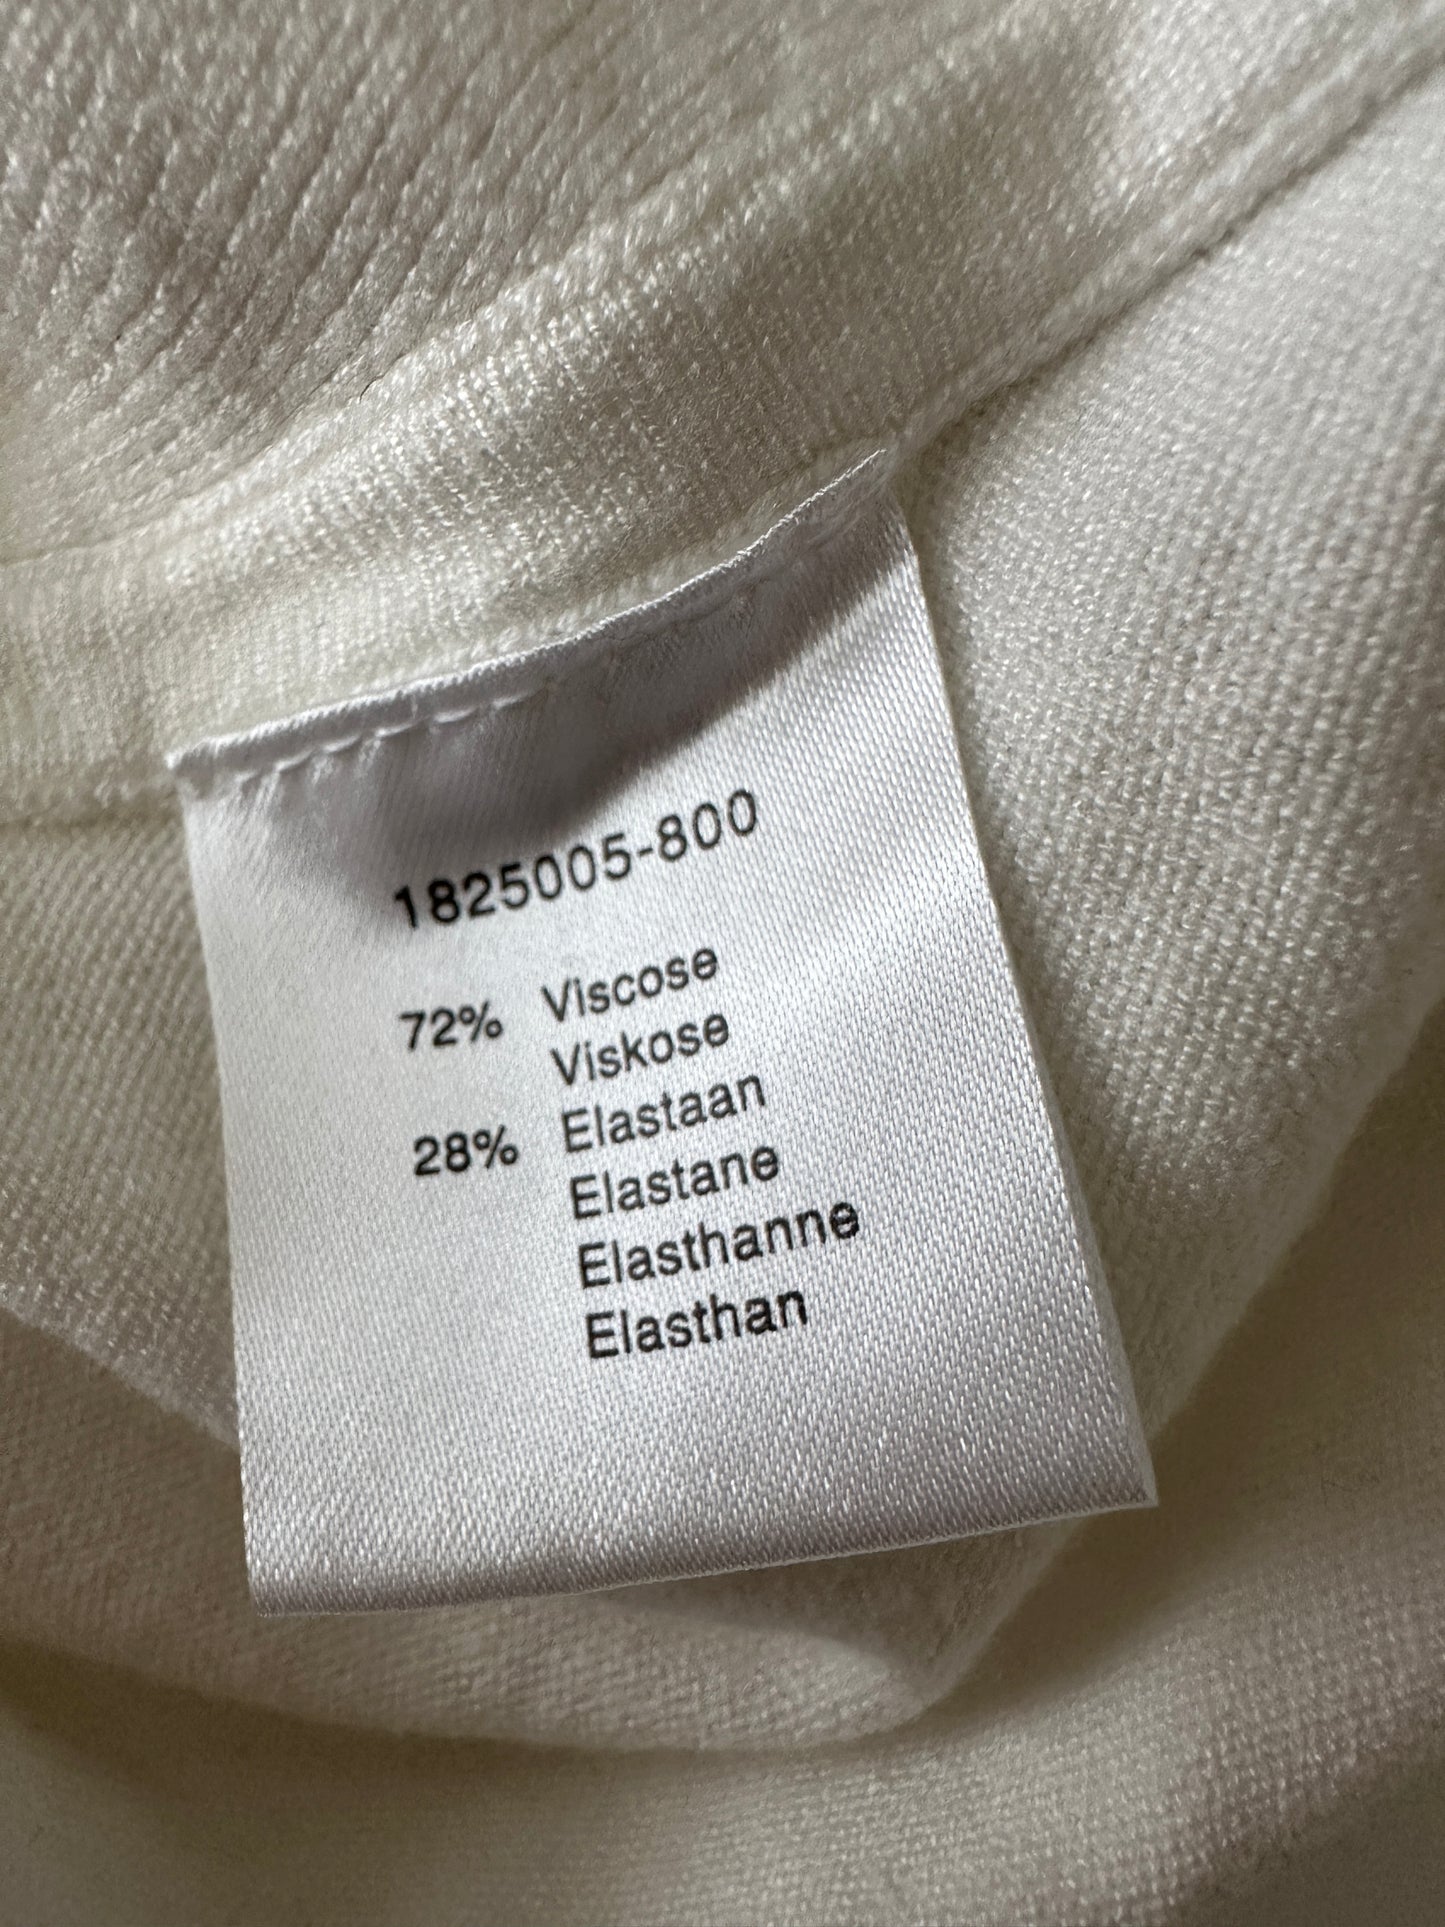 1825005-800
72% Viscose
Viskose
28% Elastaan
Elastane
Elasthanne
Elasthan